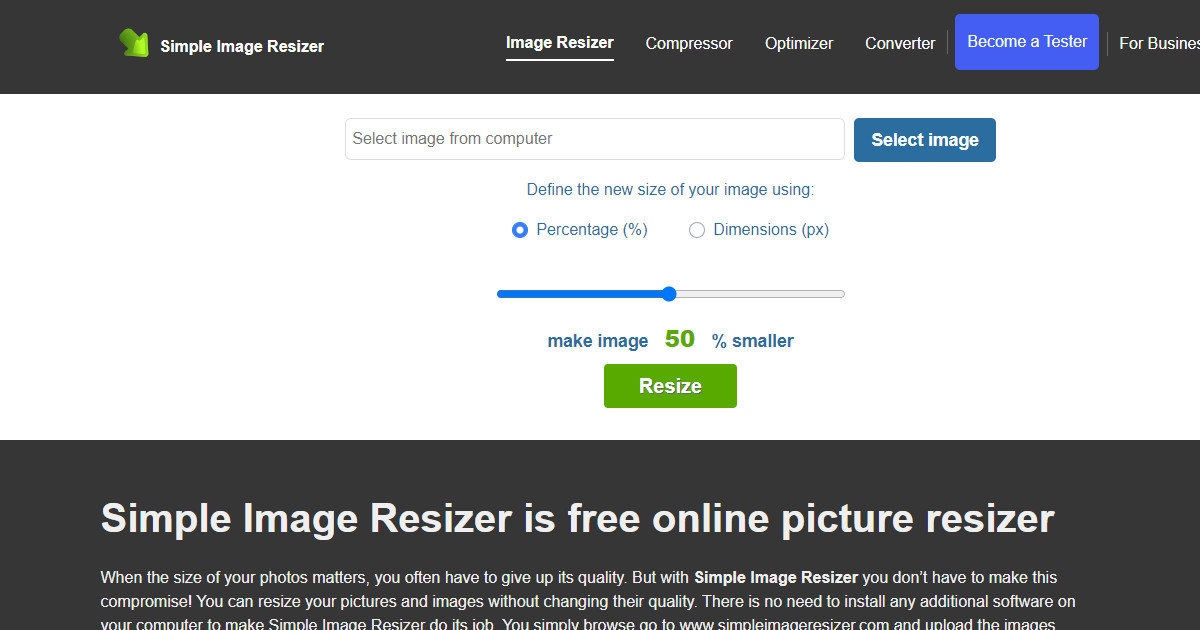 Simple Image Resizer
Image Resizer
Compressor
Optimizer
Converter
Become a Tester
For Busines
Select image from computer
Select image
Define the new size of your image using:
Percentage (%)
Dimensions (px)
make image 50 % smaller
Resize
Simple Image Resizer is free online picture resizer
When the size of your photos matters, you often have to give up its quality. But with Simple Image Resizer you don’t have to make this
compromise! You can resize your pictures and images without changing their quality. There is no need to install any additional software on
your computer to make Simple Image Resizer do its job. You simply browse go to www.simpleimageresizer.com and upload the images